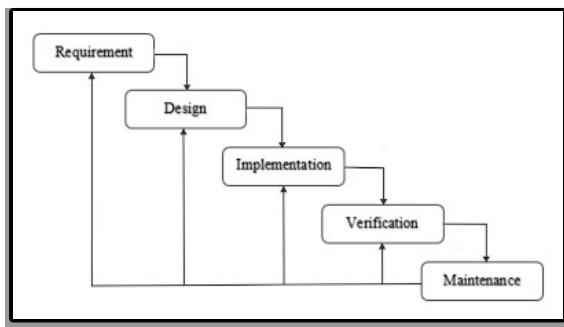 Requirement
Design
Implementation
Verification
Maintenance